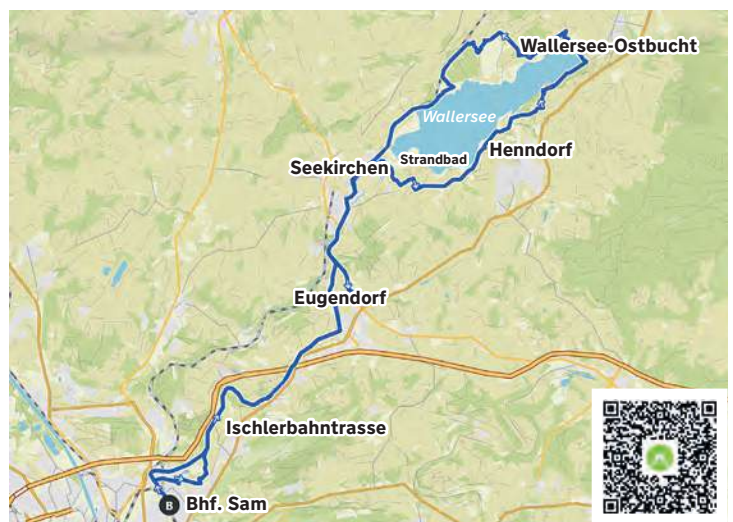 Wallersee-Ostbucht
Wallersee
Henndorf
Strandbad
Seekirchen
Eugendorf
Ischlerbahntrasse
B
Bhf. Sam